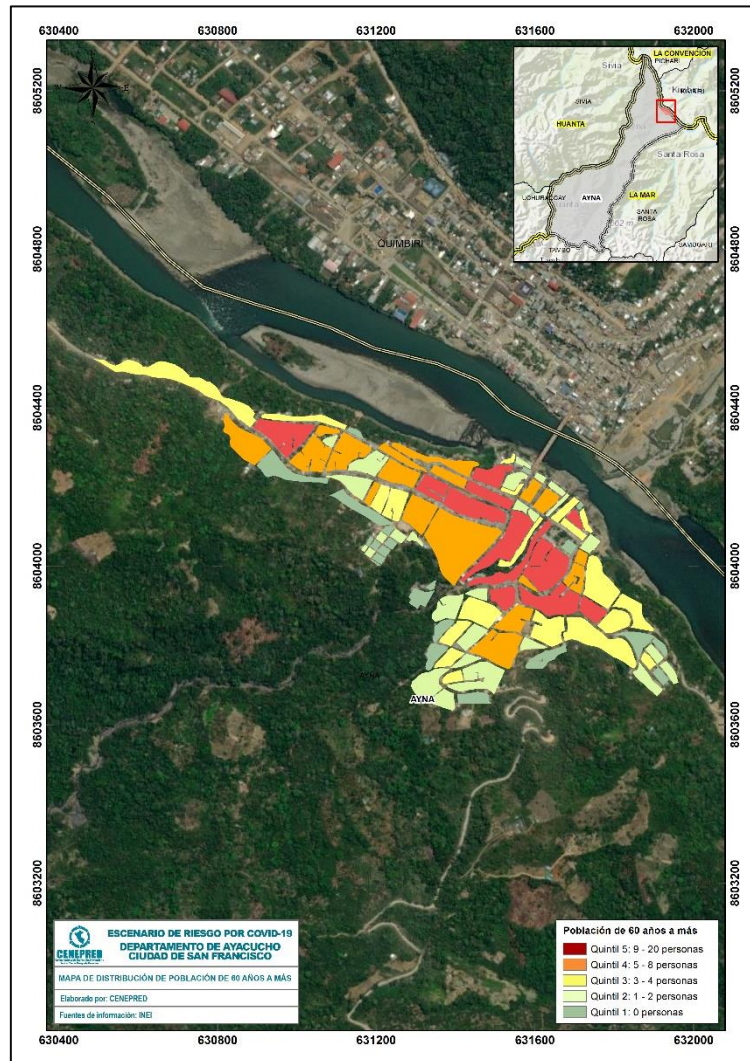 630400 630800 631200 631600 632000
8605200
8604800
8604400
8604000
8603600
8603200
8605200
8604800
8604400
8604000
8603600
8603200
630400 630800 631200 631600 632000
LA CONVENCIÓN
PICHARI
Sivia
SIVIA
HUANTA
Santa Rosa
UCHURACCAY
AYNA
LA MAR
SANTA
ROSA
TAMBO
SAMUGARI
QUIMBIRI
AYNA
AYNA
CENEPRED
ESCENARIO DE RIESGO POR COVID-19
DEPARTAMENTO DE AYACUCHO
CIUDAD DE SAN FRANCISCO
MAPA DE DISTRIBUCIÓN DE POBLACIÓN DE 60 AÑOS A MÁS
Elaborado por: CENEPRED
Fuentes de información: INEI
Población de 60 años a más
Quintil 5: 9 - 20 personas
Quintil 4: 5 - 8 personas
Quintil 3: 3 - 4 personas
Quintil 2: 1 - 2 personas
Quintil 1: 0 personas